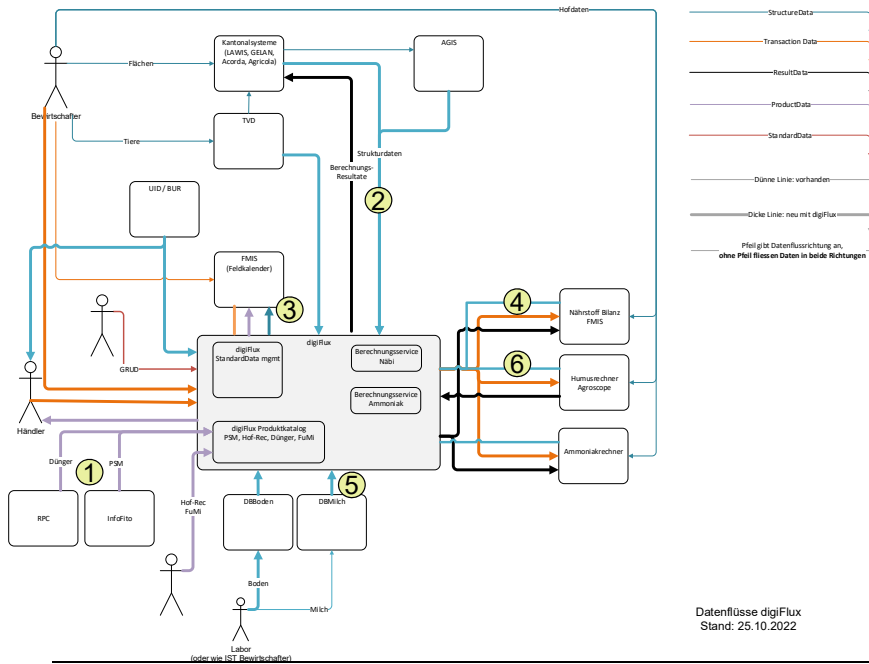 Hofdaten
StructureData
Kantonalsysteme
(LAWIS, GELAN,
Acorda, Agricola)
AGIS
Transaction Data
Flächen
ResultData
Bewirtschafter
TVD
ProductData
Tiere
StandardData
Strukturdaten
Berechnungs-
Resultate
Dünne Linie: vorhanden
UID / BUR
2
Dicke Linie: neu mit digiFlux
Pfeil gibt Datenflussrichtung an,
ohne Pfeil fliessen Daten in beide Richtungen
FMIS
(Feldkalender)
3
4
Nährstoff Bilanz
FMIS
digiFlux
digiFlux
StandardData mgmt
Berechnungsservice
Näbi
GRUD
6
Humusrechner
Agroscope
Berechnungsservice
Ammoniak
Händler
digiFlux Produktkatalog
PSM, Hof-Rec, Dünger, FuMi
Ammoniakrechner
Dünger
1
PSM
5
Hof-Rec
FuMi
DBBoden
DBMilch
RPC
InfoFito
Boden
Milch
Labor
(oder wie IST Bewirtschafter)
Datenflüsse digiFlux
Stand: 25.10.2022